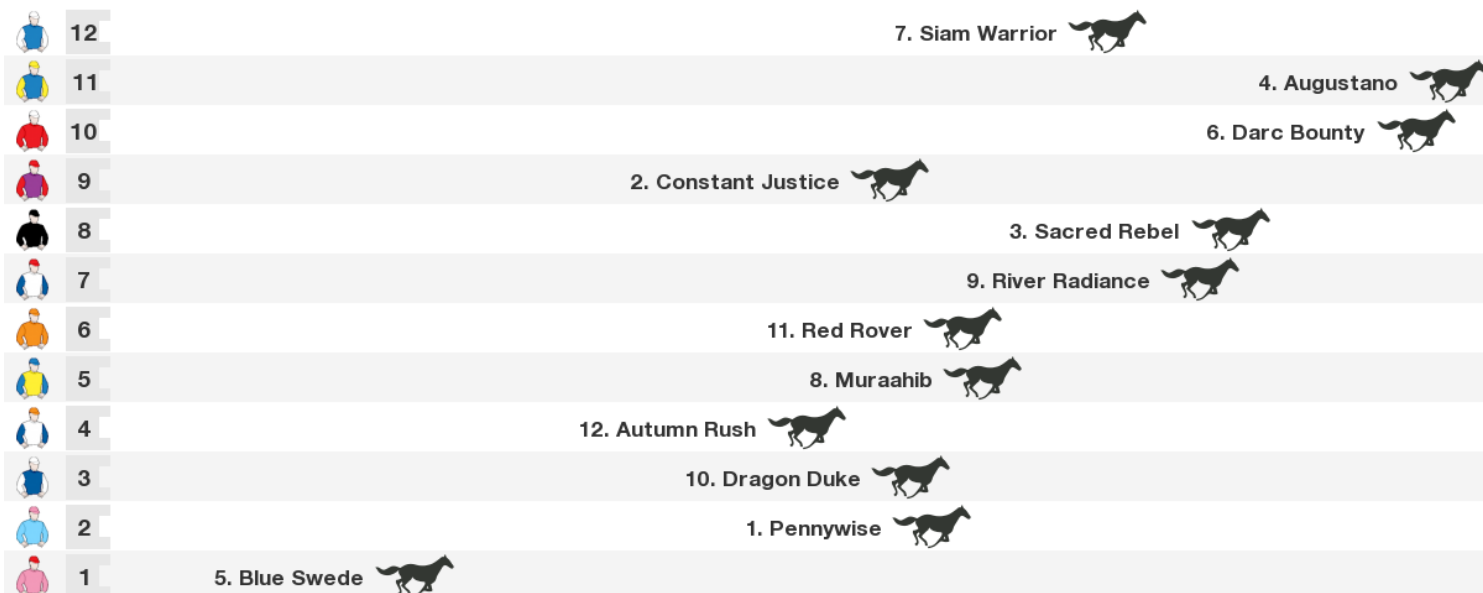 12 7. Siam Warrior
11 4. Augustano
10 6. Darc Bounty
9 2. Constant Justice
8 3. Sacred Rebel
7 9. River Radiance
6 11. Red Rover
5 8. Muraahib
4 12. Autumn Rush
3 10. Dragon Duke
2 1. Pennywise
1 5. Blue Swede